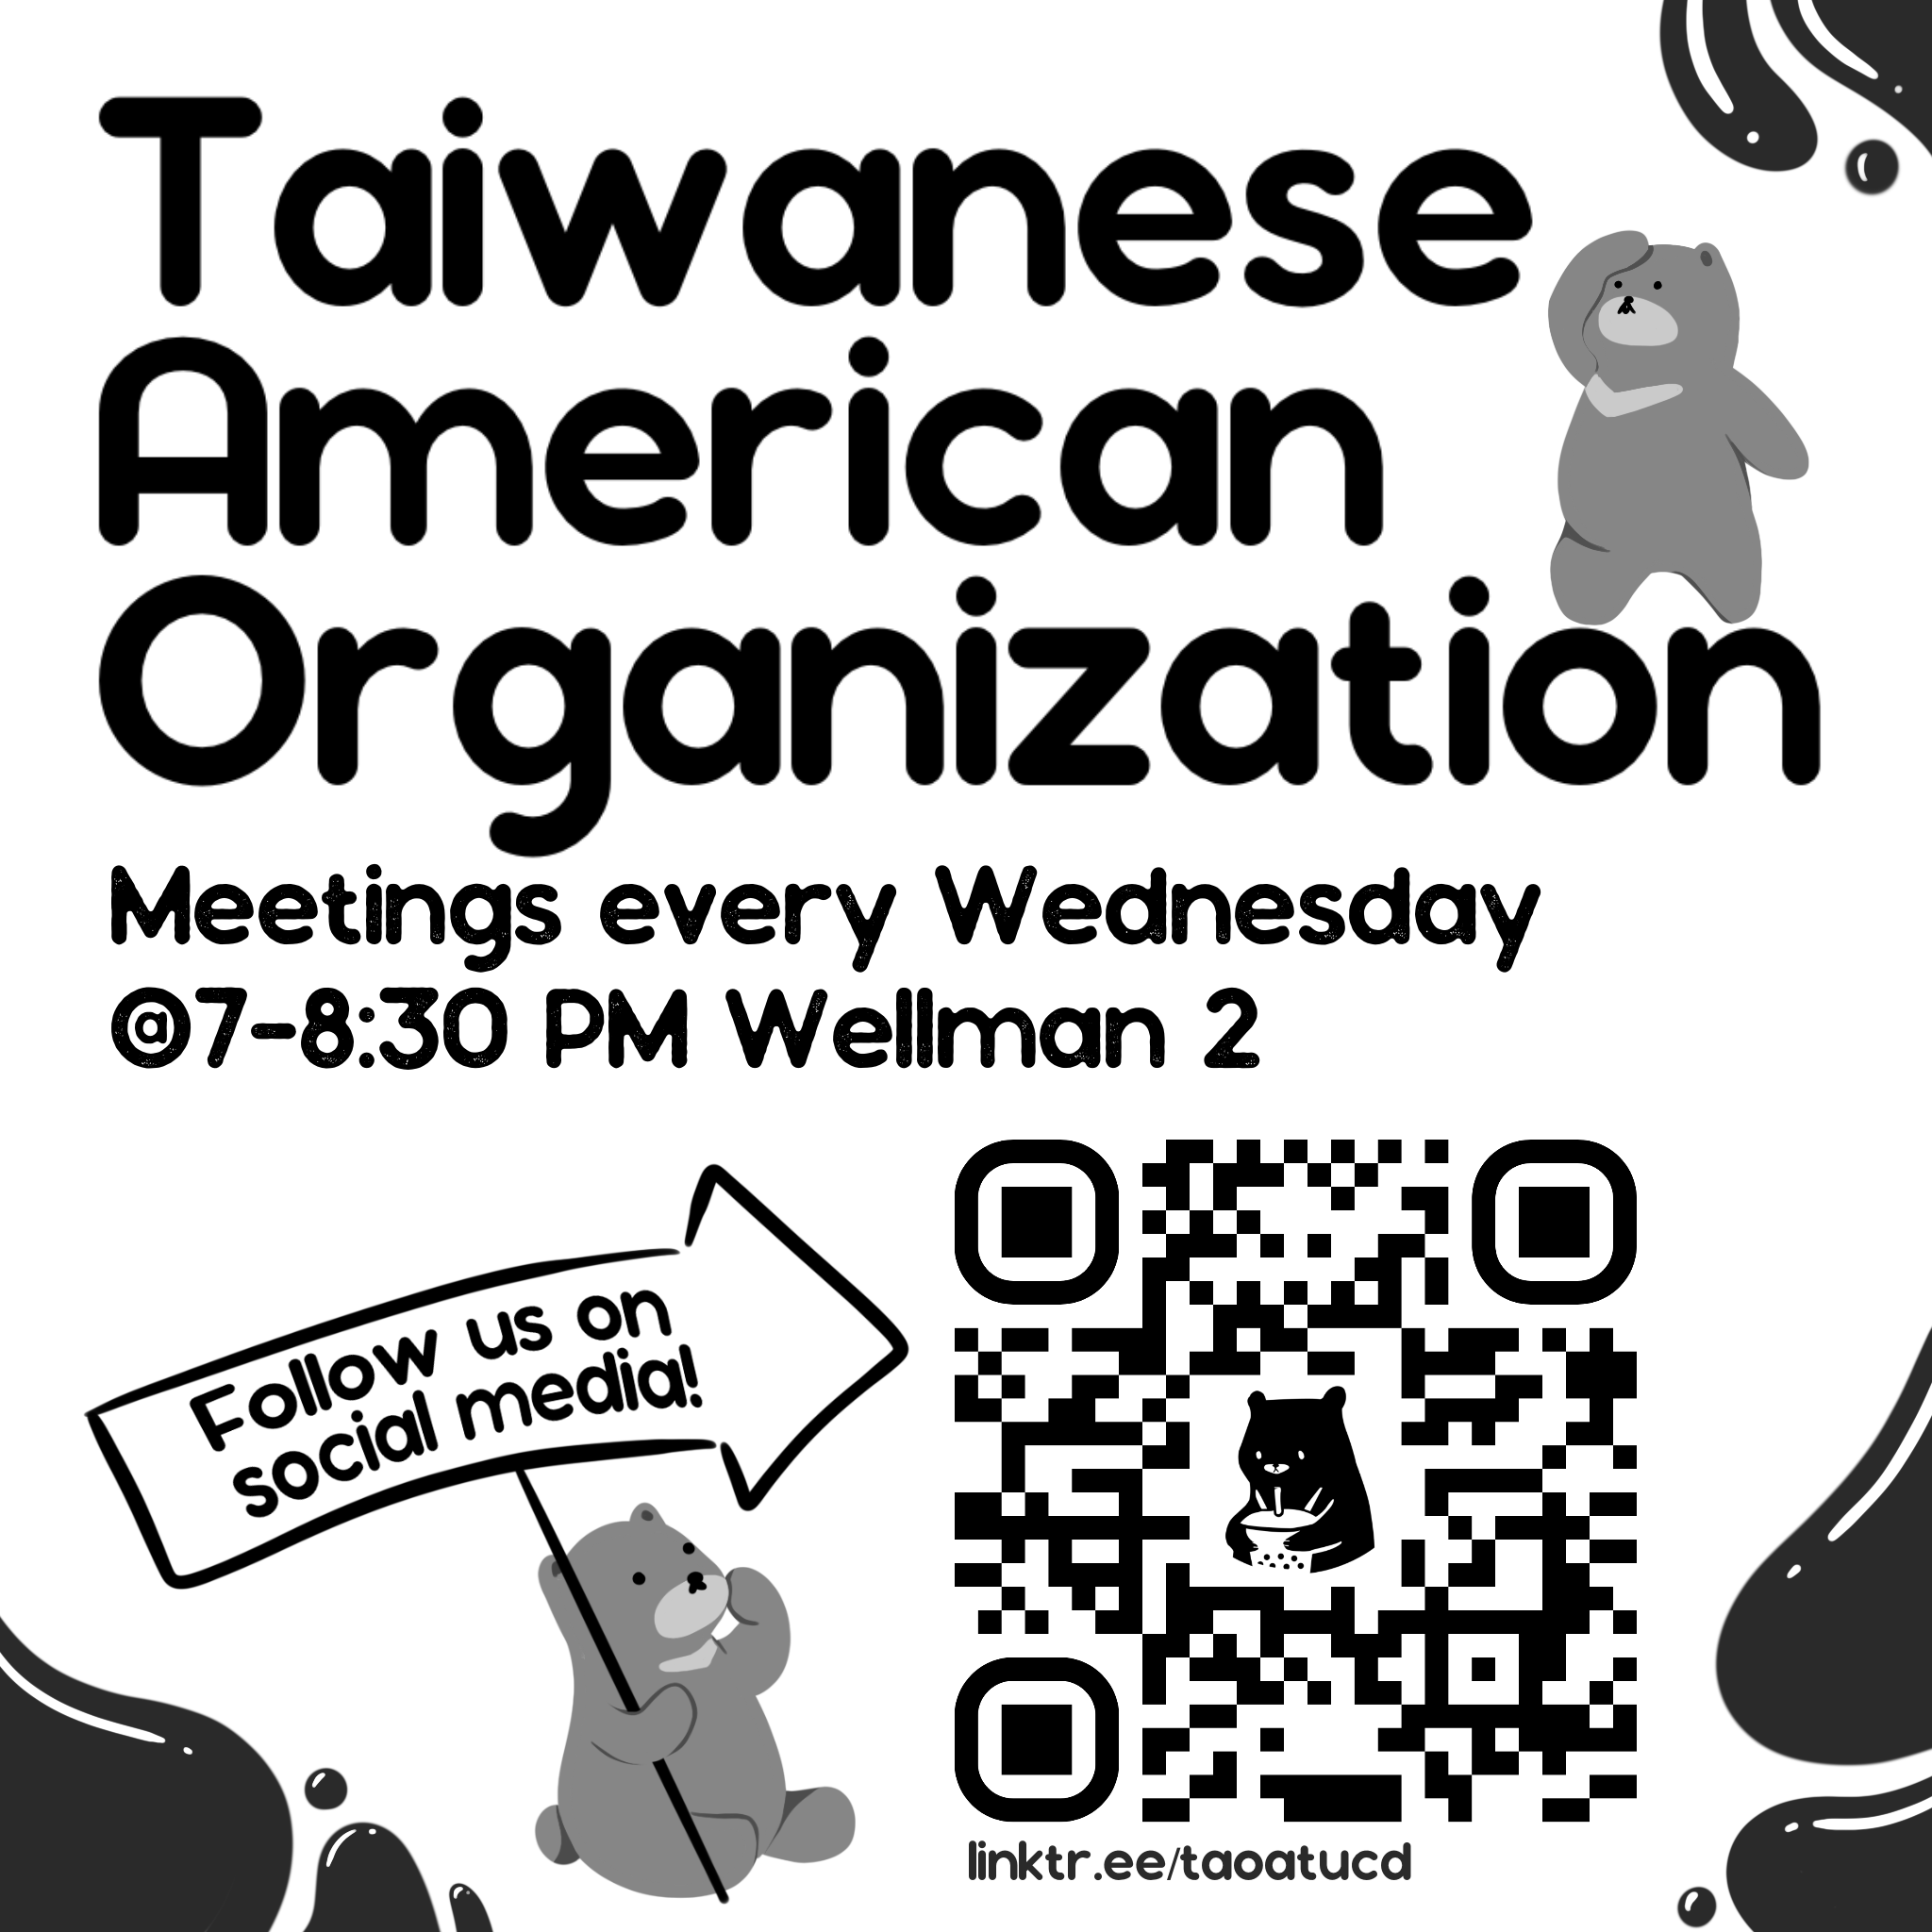 Taiwanese
American
Organization
Meetings every Wednesday
@7-8:30 PM Wellman 2
Follow us on
social media!
linktr.ee/taoatucd